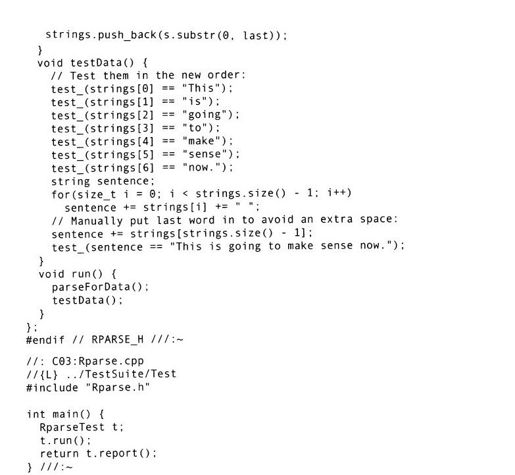 strings.push_back(s.substr(0, last));
}
void testData() {
// Test them in the new order:
test_(strings[0] == "This");
test_(strings[1] == "is");
test_(strings[2] == "going");
test_(strings[3] == "to");
test_(strings[4] == "make");
test_(strings[5] == "sense");
test_(strings[6] == "now.");
string sentence;
for(size_t i = 0; i < strings.size() - 1; i++)
sentence += strings[i] += " ";
// Manually put last word in to avoid an extra space:
sentence += strings[strings.size() - 1];
test_(sentence == "This is going to make sense now.");
}
void run() {
parseForData();
testData();
}
};
#endif // RPARSE_H ///:~
//: C03:Rparse.cpp
//{L} ../TestSuite/Test
#include "Rparse.h"
int main() {
RparseTest t;
t.run();
return t.report();
} ///:~